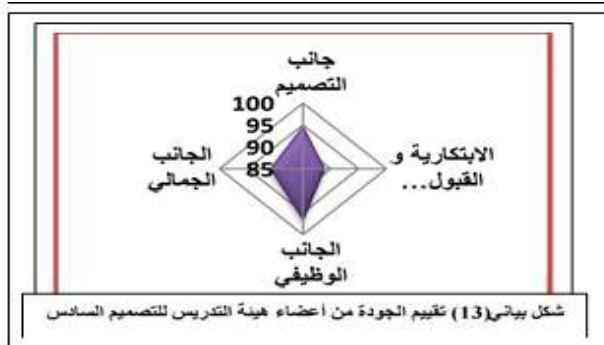 جانب
التصميم
100
95
90
85
الابتكارية و
القبول...
الجانب
الجمالي
الجانب
الوظيفي
شكل بياني(13) تقييم الجودة من أعضاء هيئة التدريس للتصميم السادس